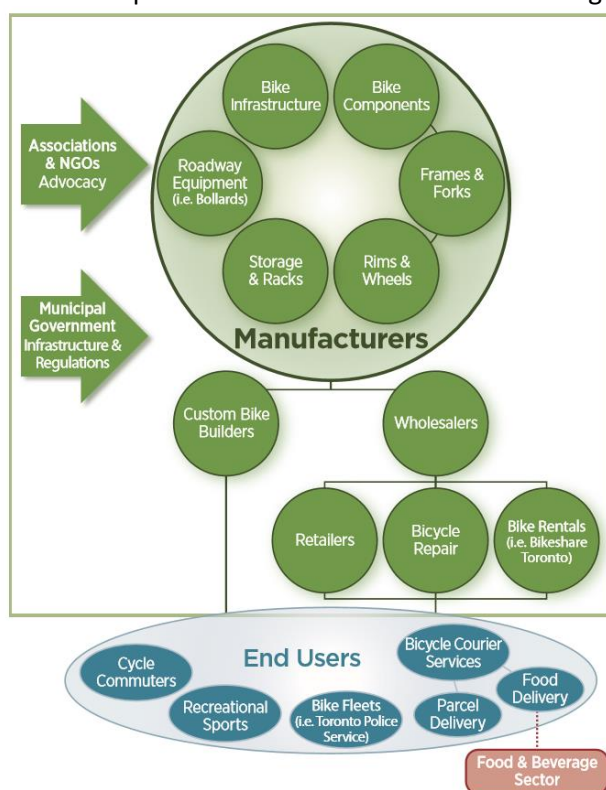 Bike
Infrastructure
Bike
Components
Associations
& NGOs
Advocacy
Roadway
Equipment
(i.e. Bollards)
Frames &
Forks
Storage
& Racks
Rims &
Wheels
Municipal
Government
Infrastructure &
Regulations
Manufacturers
Custom Bike
Builders
Wholesalers
Retailers
Bicycle
Repair
Bike Rentals
(i.e. Bikeshare
Toronto)
End Users
Cycle
Commuters
Recreational
Sports
Bike Fleets
(i.e. Toronto Police
Service)
Bicycle Courier
Services
Parcel
Delivery
Food
Delivery
Food & Beverage
Sector